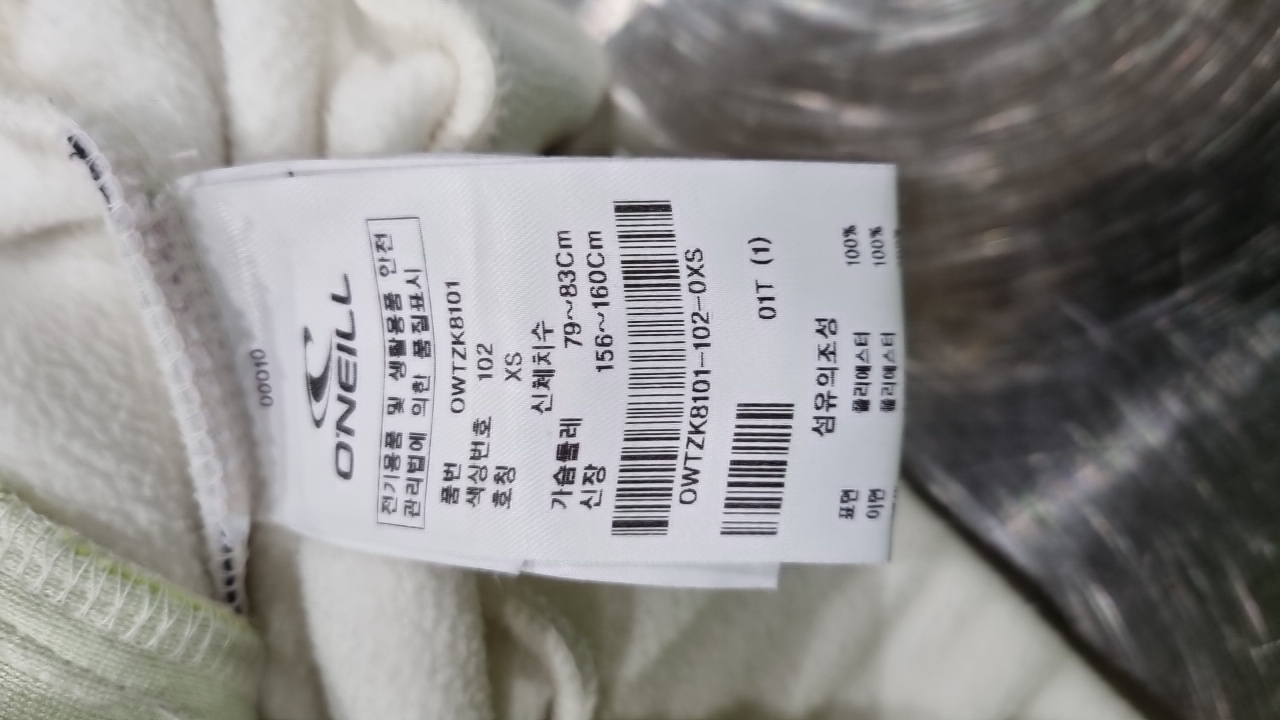 00010
O'NEILL
전기용품 및 생활용품 안전
관리법에 의한 품질표시
품번 OWTZK8101
색상번호 102
호칭 XS
신체치수
가슴둘레 79~83Cm
신장 156~160Cm
OWTZK8101-102-0XS
01T (1)
섬유의조성
표면 폴리에스터 100%
이면 폴리에스터 100%